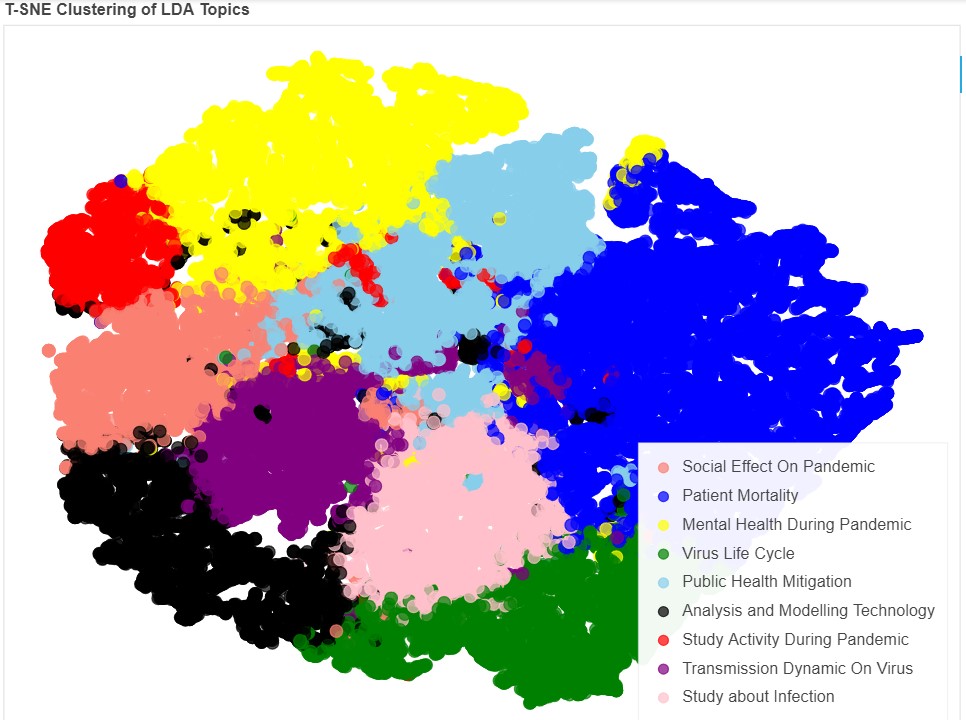 T-SNE Clustering of LDA Topics
Social Effect On Pandemic
Patient Mortality
Mental Health During Pandemic
Virus Life Cycle
Public Health Mitigation
Analysis and Modelling Technology
Study Activity During Pandemic
Transmission Dynamic On Virus
Study about Infection